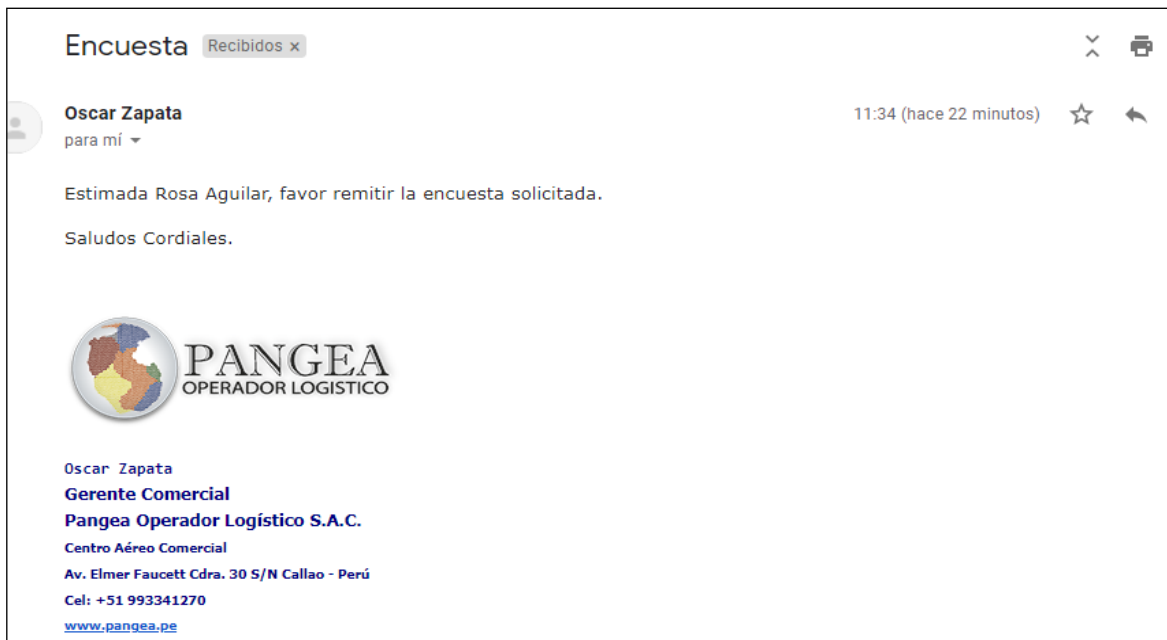 Encuesta Recibidos x
Oscar Zapata 11:34 (hace 22 minutos)
para mí
Estimada Rosa Aguilar, favor remitir la encuesta solicitada.
Saludos Cordiales.
PANGEA
OPERADOR LOGISTICO
Oscar Zapata
Gerente Comercial
Pangea Operador Logístico S.A.C.
Centro Aéreo Comercial
Av. Elmer Faucett Cdra. 30 S/N Callao - Perú
Cel: +51 993341270
www.pangea.pe